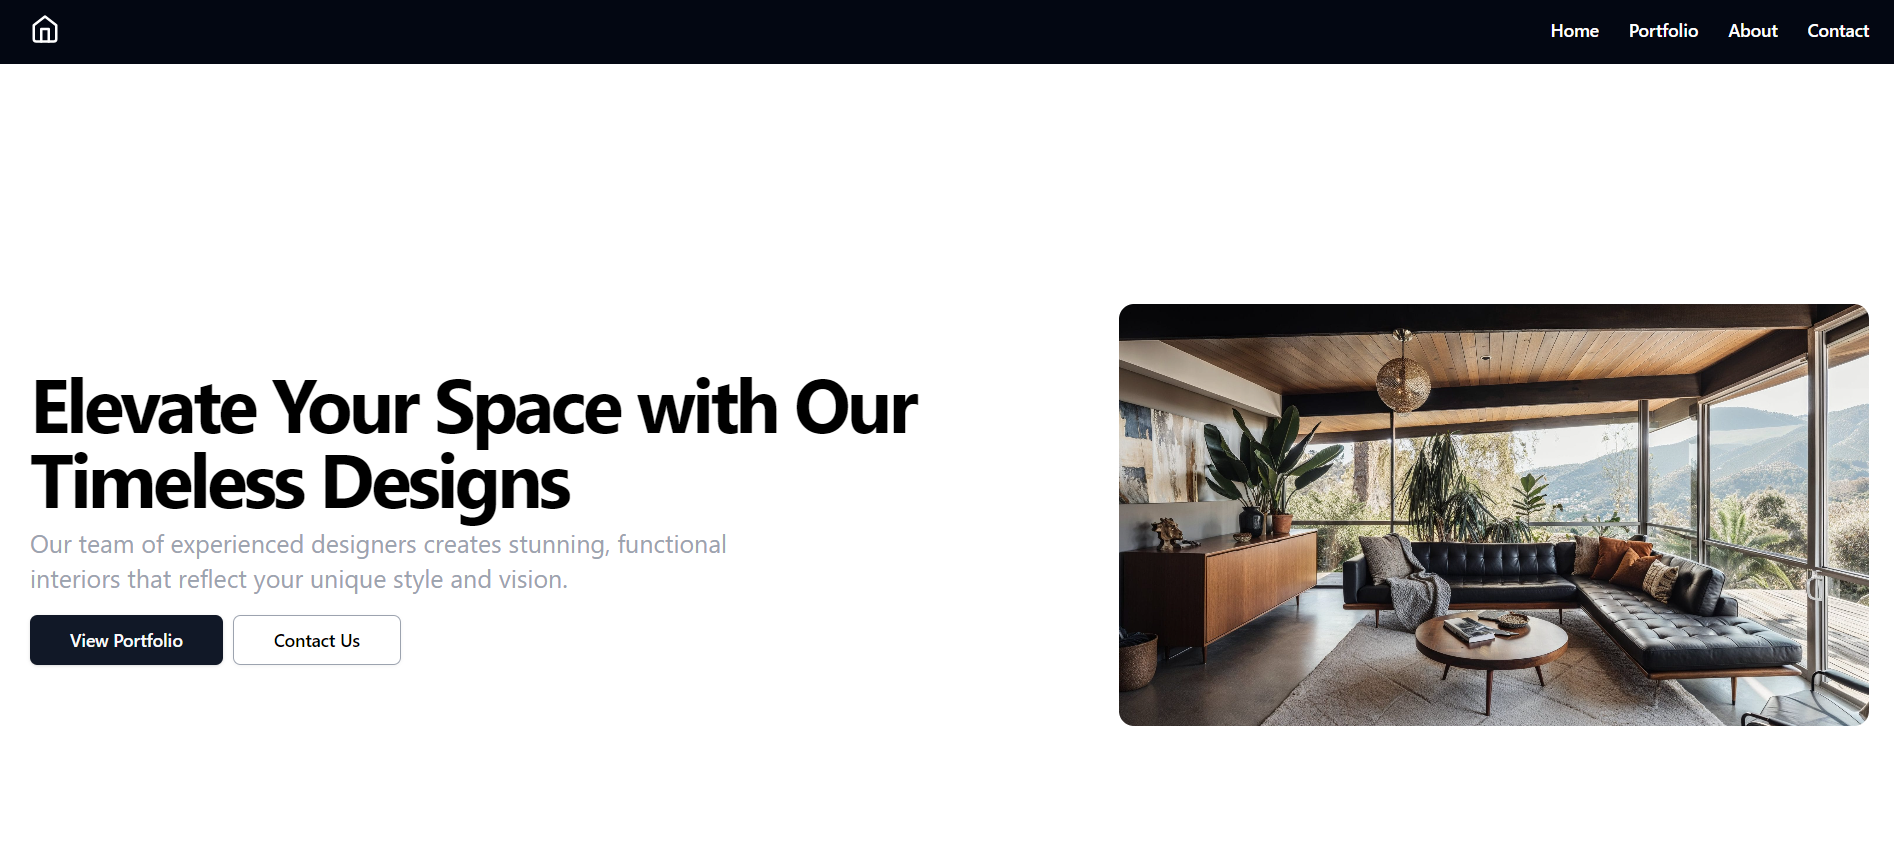 Home Portfolio About Contact
Elevate Your Space with Our
Timeless Designs
Our team of experienced designers creates stunning, functional
interiors that reflect your unique style and vision.
View Portfolio Contact Us